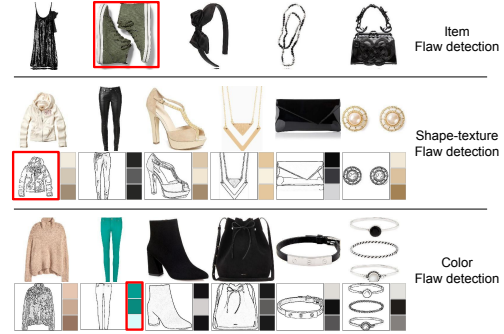 Item
Flaw detection
Shape-texture
Flaw detection
Color
Flaw detection